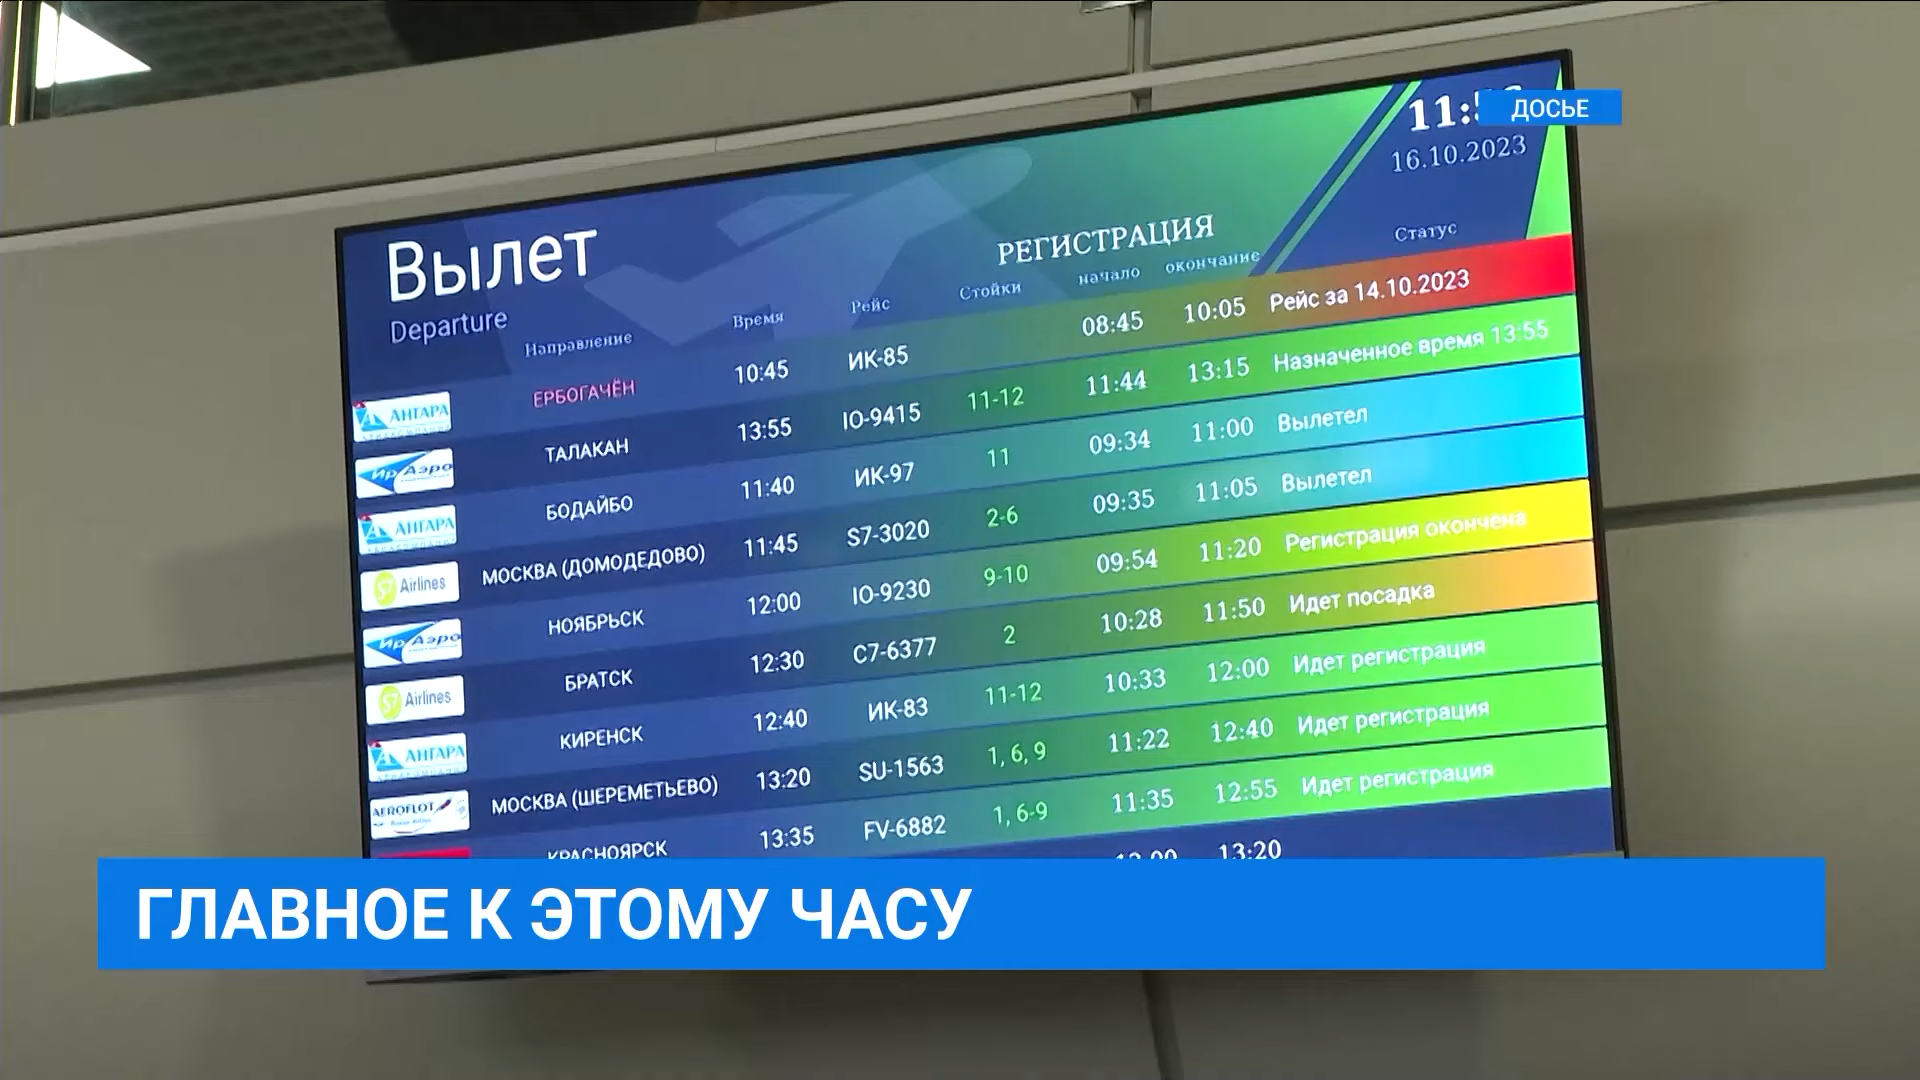 11:
ДОСЬЕ
16.10.2023
Вылет
Departure
РЕГИСТРАЦИЯ
Направление Время Рейс Стойки начало окончание Статус
АНГАРА ЕРБОГАЧЁН 10:45 ИК-85 08:45 10:05 Рейс за 14.10.2023
Ир Аэро ТАЛАКАН 13:55 IO-9415 11-12 11:44 13:15 Назначенное время 13:55
АНГАРА БОДАЙБО 11:40 ИК-97 11 09:34 11:00 Вылетел
S7 Airlines МОСКВА (ДОМОДЕДОВО) 11:45 S7-3020 2-6 09:35 11:05 Вылетел
Ир Аэро НОЯБРЬСК 12:00 IO-9230 9-10 09:54 11:20 Регистрация окончена
S7 Airlines БРАТСК 12:30 С7-6377 2 10:28 11:50 Идет посадка
АНГАРА КИРЕНСК 12:40 ИК-83 11-12 10:33 12:00 Идет регистрация
AEROFLOT МОСКВА (ШЕРЕМЕТЬЕВО) 13:20 SU-1563 1, 6, 9 11:22 12:40 Идет регистрация
КРАСНОЯРСК 13:35 FV-6882 1, 6-9 11:35 12:55 Идет регистрация
12:00 13:20
ГЛАВНОЕ К ЭТОМУ ЧАСУ